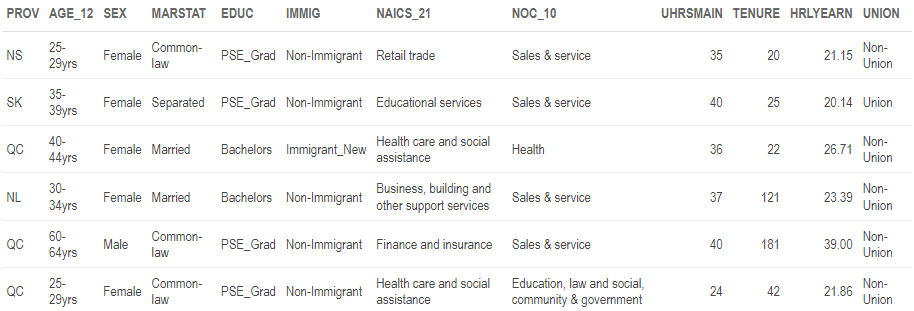 PROV AGE_12 SEX MARSTAT EDUC IMMIG NAICS_21 NOC_10 UHRSMAIN TENURE HRLYEARN UNION
NS 25-29yrs Female Common-law PSE_Grad Non-Immigrant Retail trade Sales & service 35 20 21.15 Non-Union
SK 35-39yrs Female Separated PSE_Grad Non-Immigrant Educational services Sales & service 40 25 20.14 Union
QC 40-44yrs Female Married Bachelors Immigrant_New Health care and social assistance Health 36 22 26.71 Non-Union
NL 30-34yrs Female Married Bachelors Non-Immigrant Business, building and other support services Sales & service 37 121 23.39 Non-Union
QC 60-64yrs Male Common-law PSE_Grad Non-Immigrant Finance and insurance Sales & service 40 181 39.00 Non-Union
QC 25-29yrs Female Common-law PSE_Grad Non-Immigrant Health care and social assistance Education, law and social, community & government 24 42 21.86 Non-Union